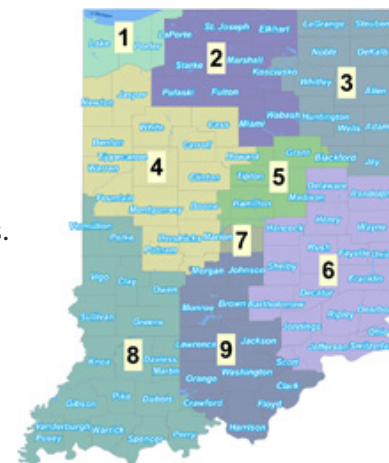 LaGrange Steuben
St. Joseph Elkhart
1
LaPorte
Lake Porter
2
Noble DeKalb
Starke Marshall
Kosciusko
3
Whitley Allen
Newton Jasper
Pulaski Fulton
Huntington
Wabash
Wells Adam
White Cass
Miami
Benton Carroll
4
Howard Grant Blackford Jay
Tippecanoe
Warren
5
Tipton
Clinton
Delaware
Randolph
Fountain Madison
Montgomery Boone Hamilton
Henry
Wayne
s.
Vermillion Hendricks Marion Hancock
7
Parke Putnam
Rush Fayette
6
Shelby
Morgan Johnson
Franklin
Vigo Clay
Owen
Decatur
Monroe Brown Bartholomew
Ripley
Sullivan
Greene
Jennings
8
9
Lawrence Jackson
Jefferson
Knox Daviess
Scott
Martin
Washington
Orange
Clark
Gibson Pike Dubois
Crawford Floyd
Vanderburgh Warrick
Posey Spencer Perry Harrison